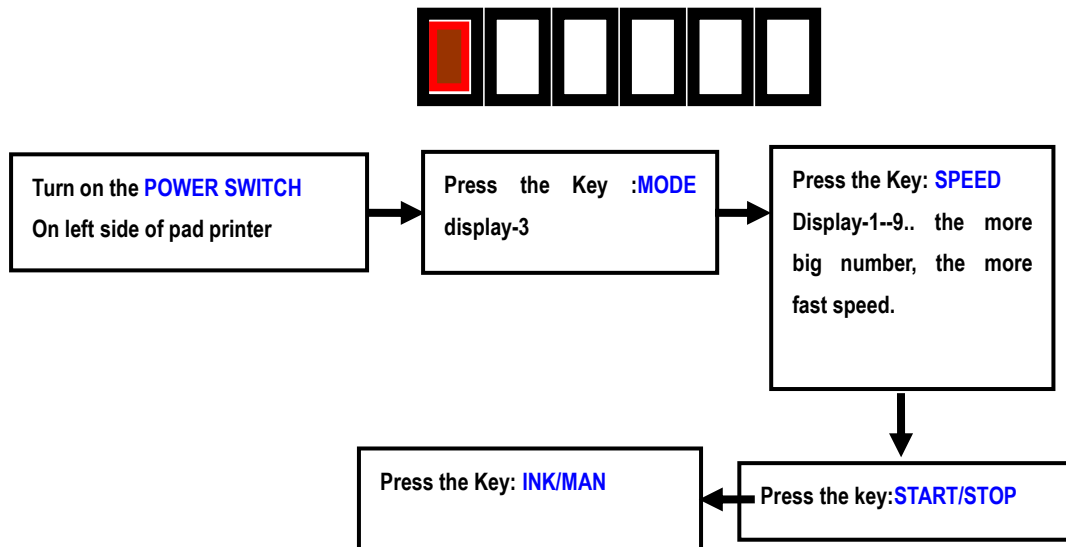 Turn on the POWER SWITCH
On left side of pad printer
Press the Key :MODE
display-3
Press the Key: SPEED
Display-1--9.. the more
big number, the more
fast speed.
Press the key:START/STOP
Press the Key: INK/MAN